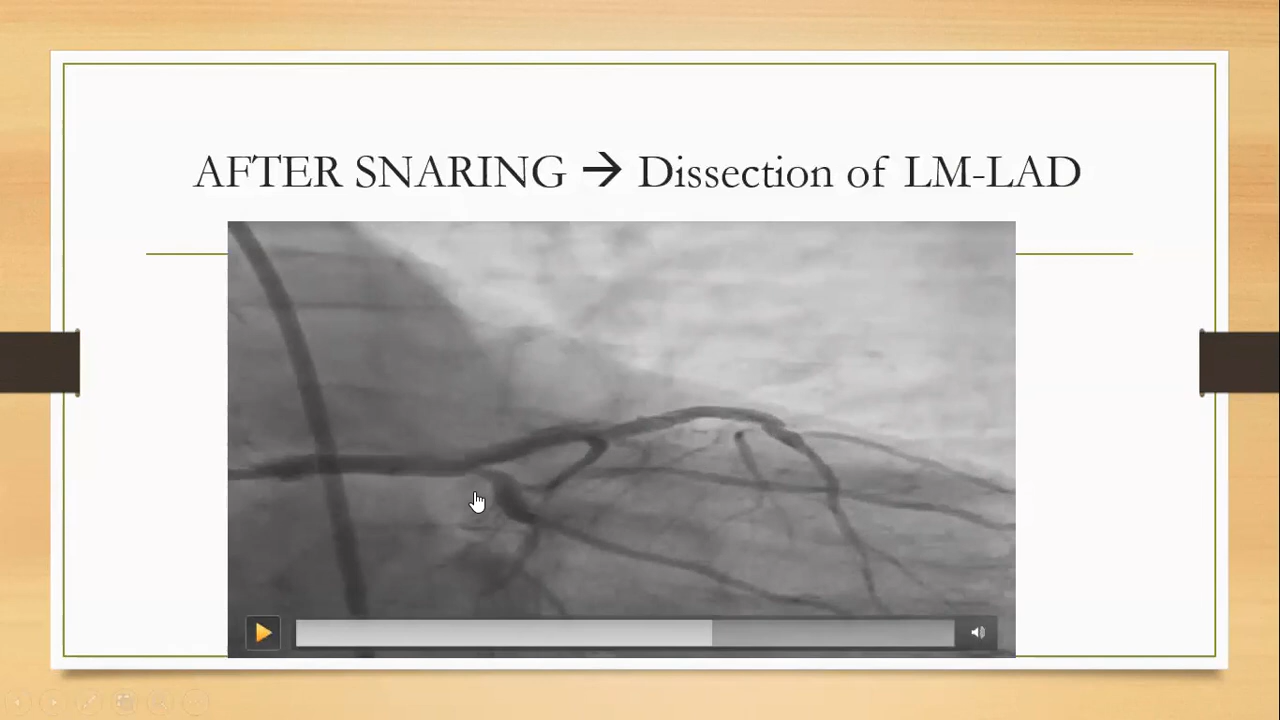 AFTER SNARING → Dissection of LM-LAD